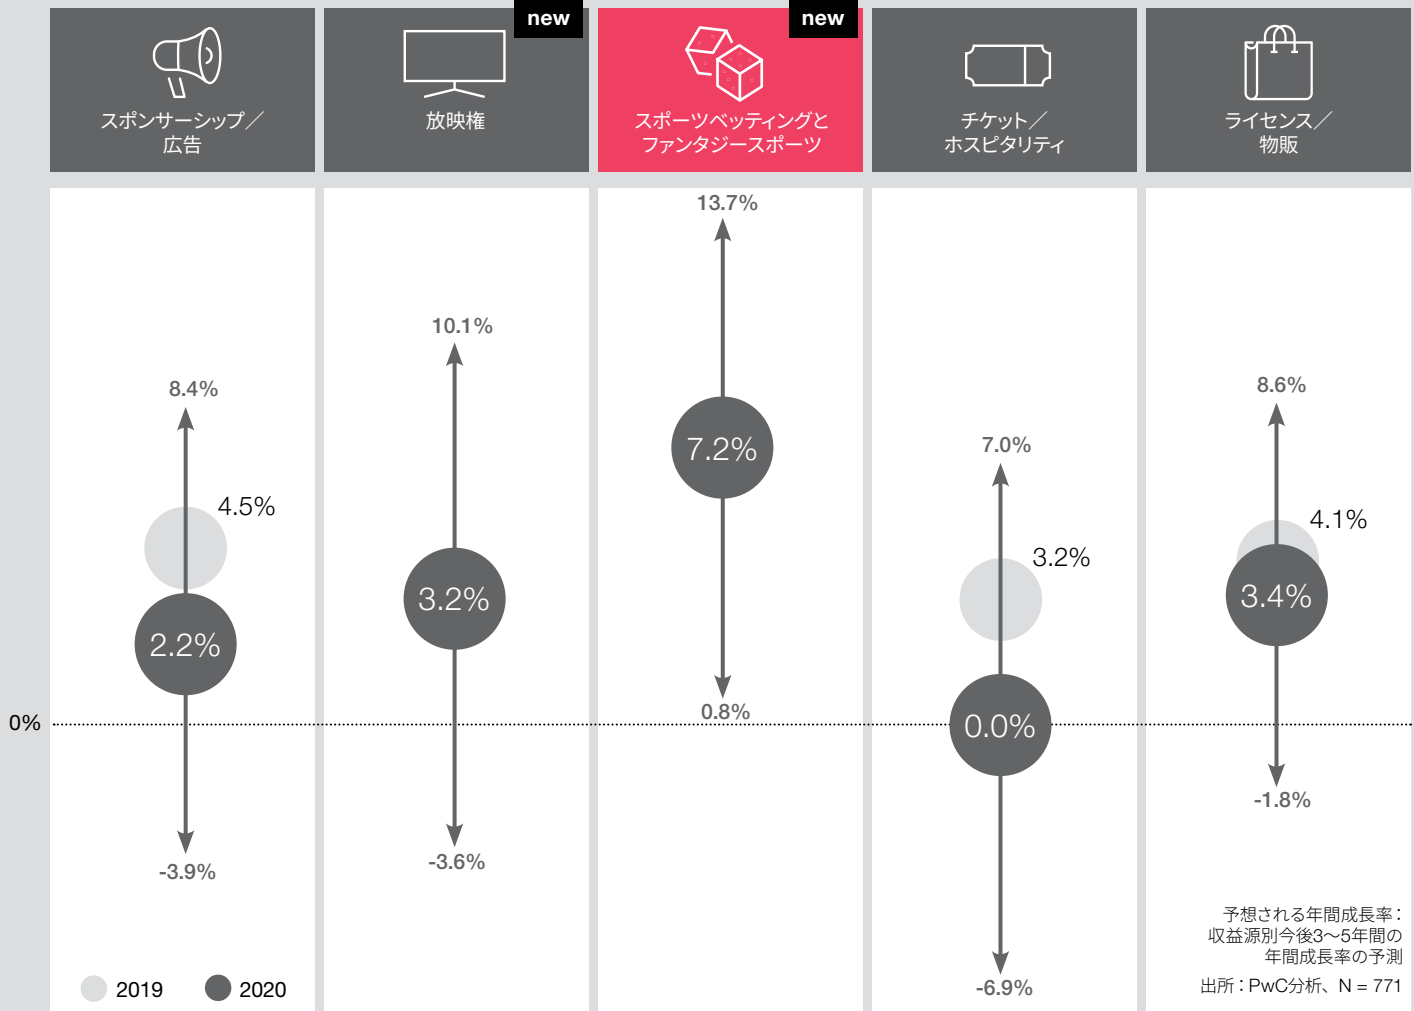 new
new
スポンサーシップ／
広告
放映権
スポーツベッティングと
ファンタジースポーツ
チケット／
ホスピタリティ
ライセンス／
物販
8.4%
4.5%
2.2%
-3.9%
10.1%
3.2%
-3.6%
13.7%
7.2%
0.8%
7.0%
3.2%
0.0%
-6.9%
8.6%
4.1%
3.4%
-1.8%
0%
2019
2020
予想される年間成長率：
収益源別今後3〜5年間の
年間成長率の予測
出所：PwC分析、N = 771